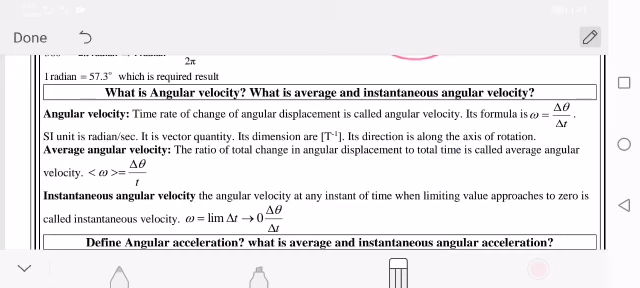 Done
2π
1 radian = 57.3° which is required result
What is Angular velocity? What is average and instantaneous angular velocity?
Angular velocity: Time rate of change of angular displacement is called angular velocity. Its formula is ω = Δθ/Δt .
SI unit is radian/sec. It is vector quantity. Its dimension are [T⁻¹]. Its direction is along the axis of rotation.
Average angular velocity: The ratio of total change in angular displacement to total time is called average angular
velocity. < ω >= Δθ/t
Instantaneous angular velocity the angular velocity at any instant of time when limiting value approaches to zero is
called instantaneous velocity. ω = lim Δt → 0 Δθ/Δt
Define Angular acceleration? what is average and instantaneous angular acceleration?